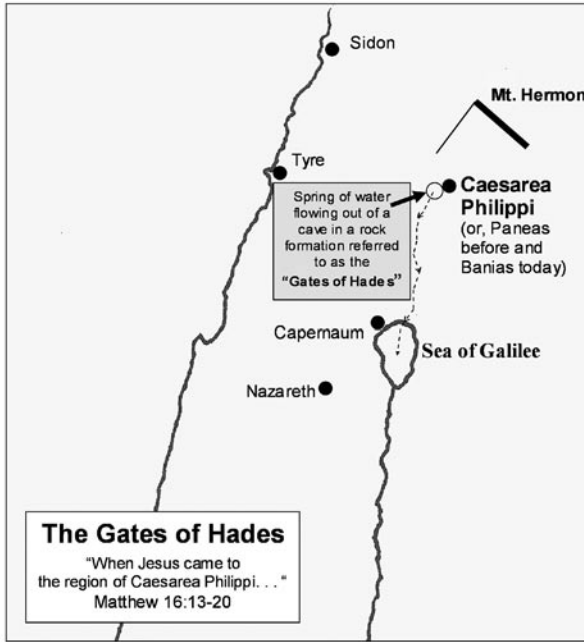 Sidon
Mt. Hermon
Tyre
Spring of water
flowing out of a
cave in a rock
formation referred
to as the
“Gates of Hades”
Caesarea
Philippi
(or, Paneas
before and
Banias today)
Capernaum
Sea of Galilee
Nazareth
The Gates of Hades
“When Jesus came to
the region of Caesarea Philippi. . . “
Matthew 16:13-20